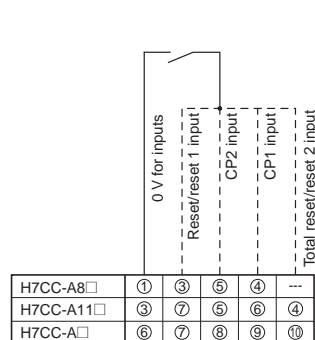 0 V for inputs
Reset/reset 1 input
CP2 input
CP1 input
Total reset/reset 2 input
H7CC-A8□ ① ③ ⑤ ④ ---
H7CC-A11□ ③ ⑦ ⑤ ⑥ ④
H7CC-A□ ⑥ ⑦ ⑧ ⑨ ⑩